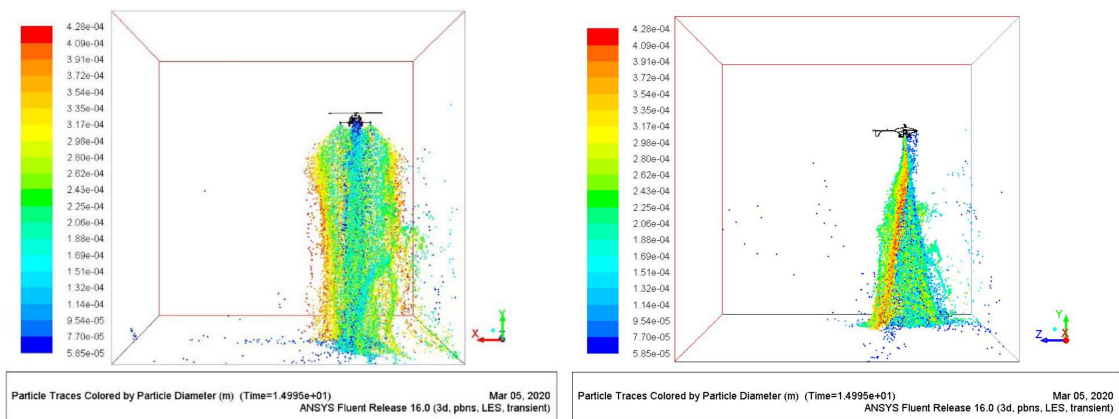 4.28e-04
4.09e-04
3.91e-04
3.72e-04
3.54e-04
3.35e-04
3.17e-04
2.98e-04
2.80e-04
2.62e-04
2.43e-04
2.25e-04
2.06e-04
1.88e-04
1.69e-04
1.51e-04
1.32e-04
1.14e-04
9.54e-05
7.70e-05
5.85e-05
Y
X
Z
Particle Traces Colored by Particle Diameter (m) (Time=1.4995e+01)
Mar 05, 2020
ANSYS Fluent Release 16.0 (3d, pbns, LES, transient)
4.28e-04
4.09e-04
3.91e-04
3.72e-04
3.54e-04
3.35e-04
3.17e-04
2.98e-04
2.80e-04
2.62e-04
2.43e-04
2.25e-04
2.06e-04
1.88e-04
1.69e-04
1.51e-04
1.32e-04
1.14e-04
9.54e-05
7.70e-05
5.85e-05
Y
Z
X
Particle Traces Colored by Particle Diameter (m) (Time=1.4995e+01)
Mar 05, 2020
ANSYS Fluent Release 16.0 (3d, pbns, LES, transient)